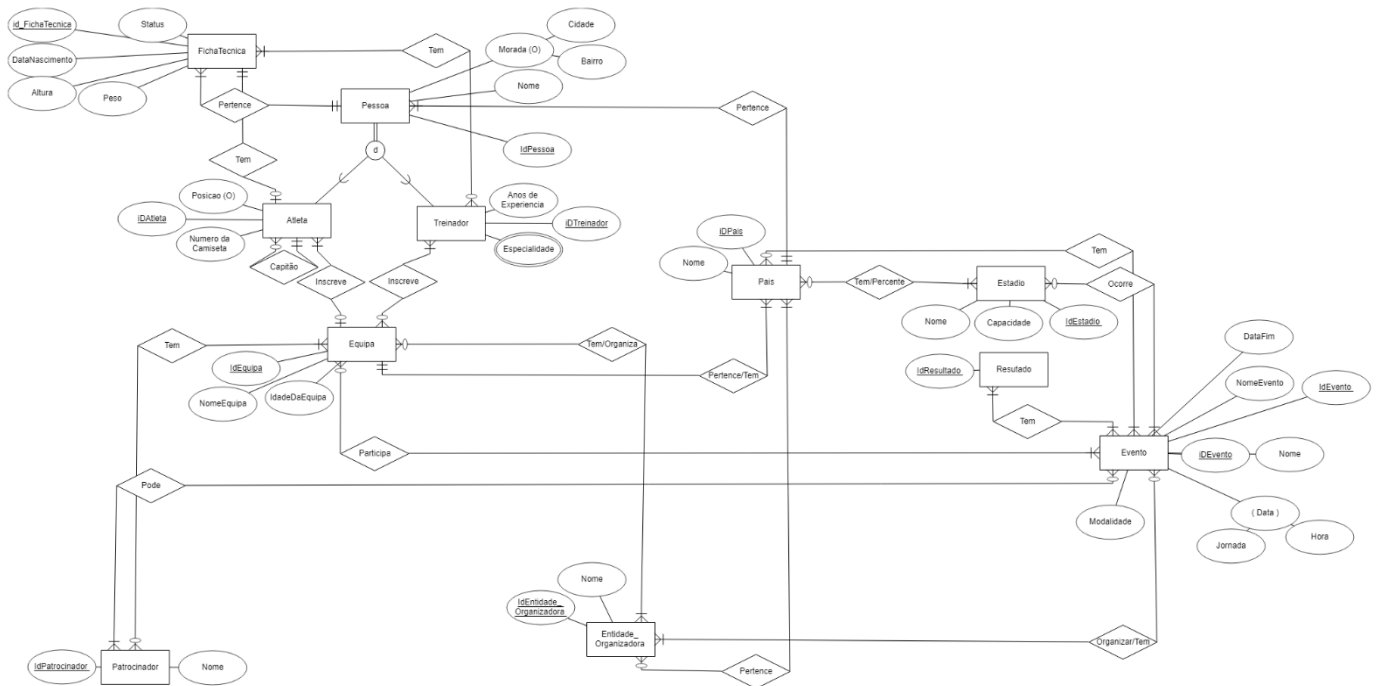 id_FichaTecnica
Status
DataNascimento
FichaTecnica
Altura
Peso
Tem
Morada (O)
Cidade
Bairro
Nome
Pertence
Pessoa
IdPessoa
Pertence
Tem
d
Posicao (O)
iDAtleta
Atleta
Numero da
Camiseta
Capitão
Anos de
Experiencia
Treinador
iDTreinador
Especialidade
Inscreve
Inscreve
iDPais
Nome
Pais
Tem
Tem/Percente
Estadio
Ocorre
Nome
Capacidade
IdEstadio
Tem
Equipa
Tem/Organiza
IdEquipa
NomeEquipa
IdadeDaEquipa
Pertence/Tem
IdResultado
Resutado
DataFim
NomeEvento
IdEvento
Tem
Participa
Evento
iDEvento
Nome
Pode
Modalidade
( Data )
Jornada
Hora
Nome
IdEntidade_
Organizadora
Entidade_
Organizadora
Organizar/Tem
Pertence
IdPatrocinador
Patrocinador
Nome